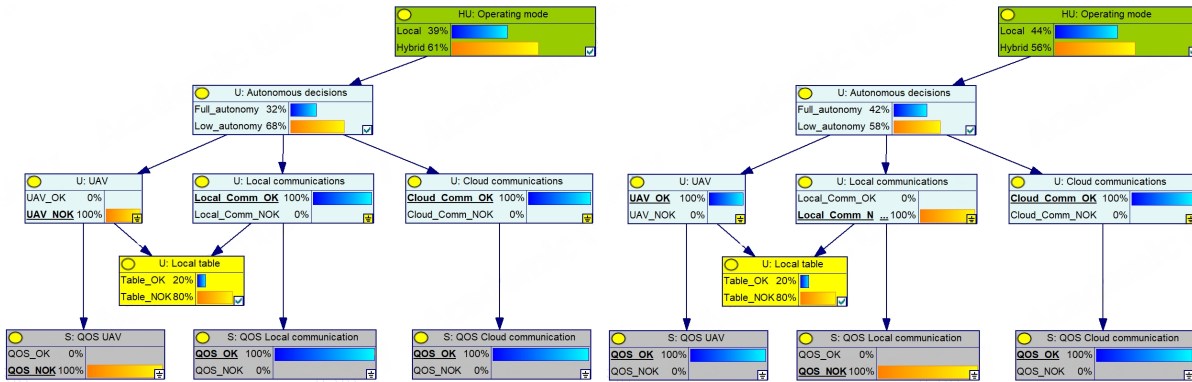 HU: Operating mode
Local 39%
Hybrid 61%
U: Autonomous decisions
Full_autonomy 32%
Low_autonomy 68%
U: UAV
UAV_OK 0%
UAV_NOK 100%
U: Local communications
Local_Comm_OK 100%
Local_Comm_NOK 0%
U: Cloud communications
Cloud_Comm_OK 100%
Cloud_Comm_NOK 0%
U: Local table
Table_OK 20%
Table_NOK 80%
S: QOS UAV
QOS_OK 0%
QOS_NOK 100%
S: QOS Local communication
QOS_OK 100%
QOS_NOK 0%
S: QOS Cloud communication
QOS_OK 100%
QOS_NOK 0%
HU: Operating mode
Local 44%
Hybrid 56%
U: Autonomous decisions
Full_autonomy 42%
Low_autonomy 58%
U: UAV
UAV_OK 100%
UAV_NOK 0%
U: Local communications
Local_Comm_OK 0%
Local_Comm_N ... 100%
U: Cloud communications
Cloud_Comm_OK 100%
Cloud_Comm_NOK 0%
U: Local table
Table_OK 20%
Table_NOK 80%
S: QOS UAV
QOS_OK 100%
QOS_NOK 0%
S: QOS Local communication
QOS_OK 0%
QOS_NOK 100%
S: QOS Cloud communication
QOS_OK 100%
QOS_NOK 0%